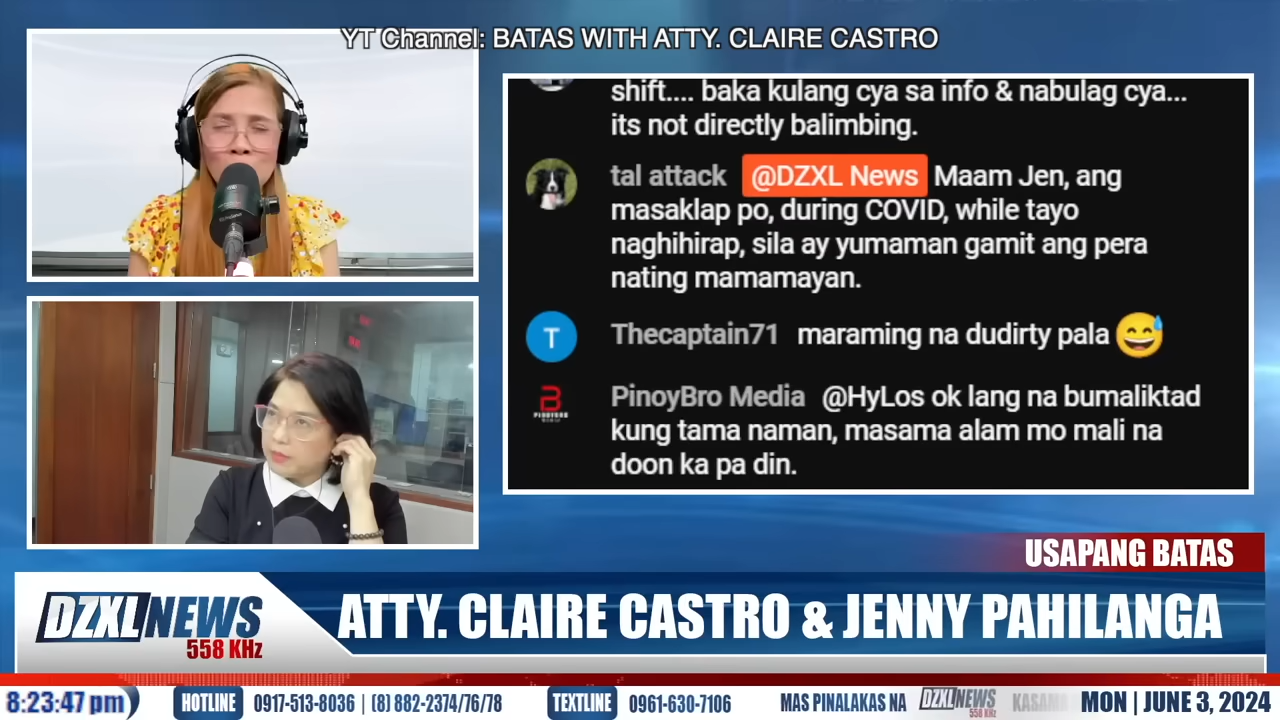 YT Channel: BATAS WITH ATTY. CLAIRE CASTRO
shift.... baka kulang cya sa info & nabulag cya...
its not directly balimbing.
tal attack @DZXL News Maam Jen, ang
masaklap po, during COVID, while tayo
naghihirap, sila ay yumaman gamit ang pera
nating mamamayan.
T Thecaptain71 maraming na dudirty pala 😅
PinoyBro Media @HyLos ok lang na bumaliktad
kung tama naman, masama alam mo mali na
doon ka pa din.
USAPANG BATAS
DZXL NEWS
558 KHz
ATTY. CLAIRE CASTRO & JENNY PAHILANGA
8:23:47 pm HOTLINE 0917-513-8036 | (8) 882-2374/76/78 TEXTLINE 0961-630-7106 MAS PINALAKAS NA DZXL NEWS 558 KHz KASAMA MON | JUNE 3, 2024